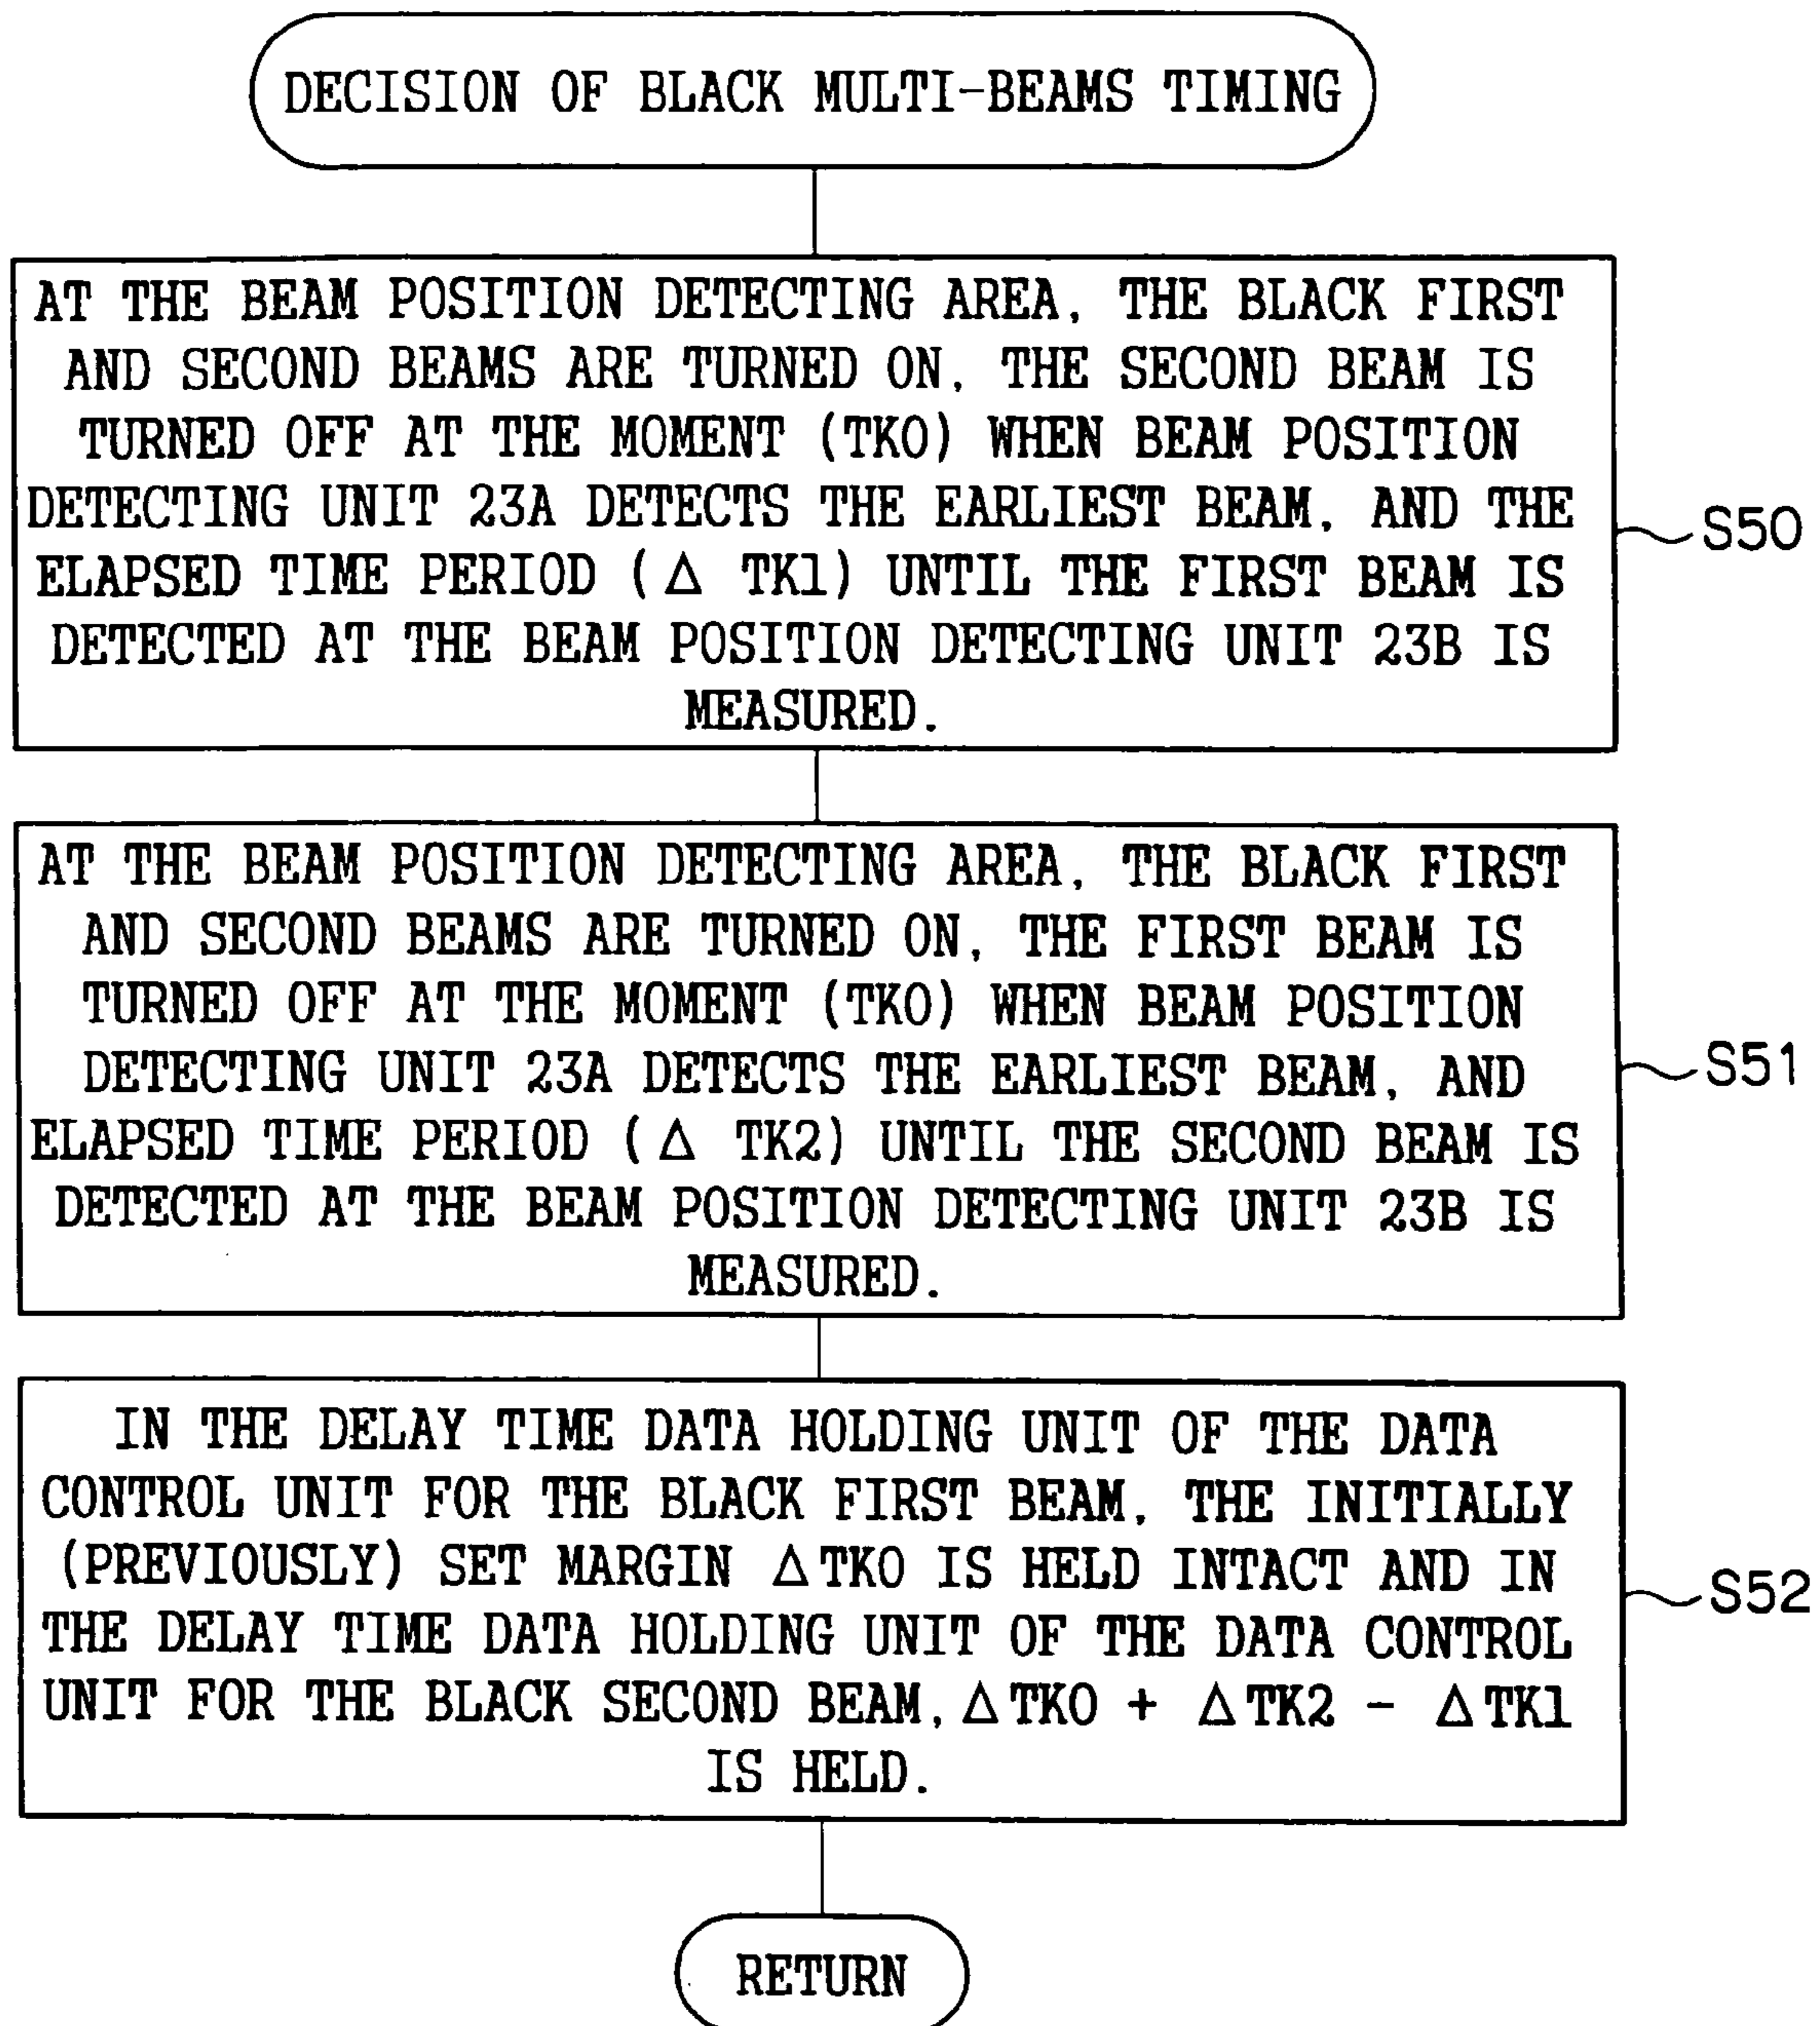 DECISION OF BLACK MULTI-BEAMS TIMING
AT THE BEAM POSITION DETECTING AREA, THE BLACK FIRST
AND SECOND BEAMS ARE TURNED ON, THE SECOND BEAM IS
TURNED OFF AT THE MOMENT (TK0) WHEN BEAM POSITION
DETECTING UNIT 23A DETECTS THE EARLIEST BEAM, AND THE
ELAPSED TIME PERIOD (△ TK1) UNTIL THE FIRST BEAM IS
DETECTED AT THE BEAM POSITION DETECTING UNIT 23B IS
MEASURED.
S50
AT THE BEAM POSITION DETECTING AREA, THE BLACK FIRST
AND SECOND BEAMS ARE TURNED ON, THE FIRST BEAM IS
TURNED OFF AT THE MOMENT (TK0) WHEN BEAM POSITION
DETECTING UNIT 23A DETECTS THE EARLIEST BEAM, AND
ELAPSED TIME PERIOD (△ TK2) UNTIL THE SECOND BEAM IS
DETECTED AT THE BEAM POSITION DETECTING UNIT 23B IS
MEASURED.
S51
IN THE DELAY TIME DATA HOLDING UNIT OF THE DATA
CONTROL UNIT FOR THE BLACK FIRST BEAM, THE INITIALLY
(PREVIOUSLY) SET MARGIN △TK0 IS HELD INTACT AND IN
THE DELAY TIME DATA HOLDING UNIT OF THE DATA CONTROL
UNIT FOR THE BLACK SECOND BEAM, △TK0 + △TK2 - △TK1
IS HELD.
S52
RETURN